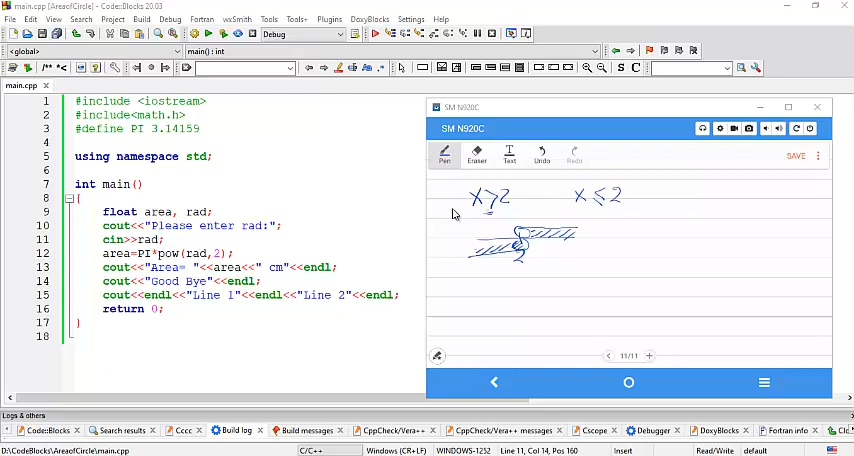 main.cpp [AreaofCircle] - Code::Blocks 20.03
File Edit View Search Project Build Debug Fortran wxSmith Tools Tools+ Plugins DoxyBlocks Settings Help
Debug
<global> main() : int
/** *< S C
main.cpp ×
1 #include <iostream>
2 #include<math.h>
3 #define PI 3.14159
4
5 using namespace std;
6
7 int main()
8 {
9 float area, rad;
10 cout<<"Please enter rad:";
11 cin>>rad;
12 area=PI*pow(rad,2);
13 cout<<"Area= "<<area<<" cm"<<endl;
14 cout<<"Good Bye"<<endl;
15 cout<<endl<<"Line 1"<<endl<<"Line 2"<<endl;
16 return 0;
17 }
18
SM N920C
SM N920C
Pen Eraser Text Undo Redo SAVE
x>2 x≤2
2
11/11
Logs & others
Code::Blocks Search results Cccc Build log Build messages CppCheck/Vera++ CppCheck/Vera++ messages Cscope Debugger DoxyBlocks Fortran info Clo
D:\CodeBlocks\AreaofCircle\main.cpp C/C++ Windows (CR+LF) WINDOWS-1252 Line 11, Col 14, Pos 160 Insert Read/Write default